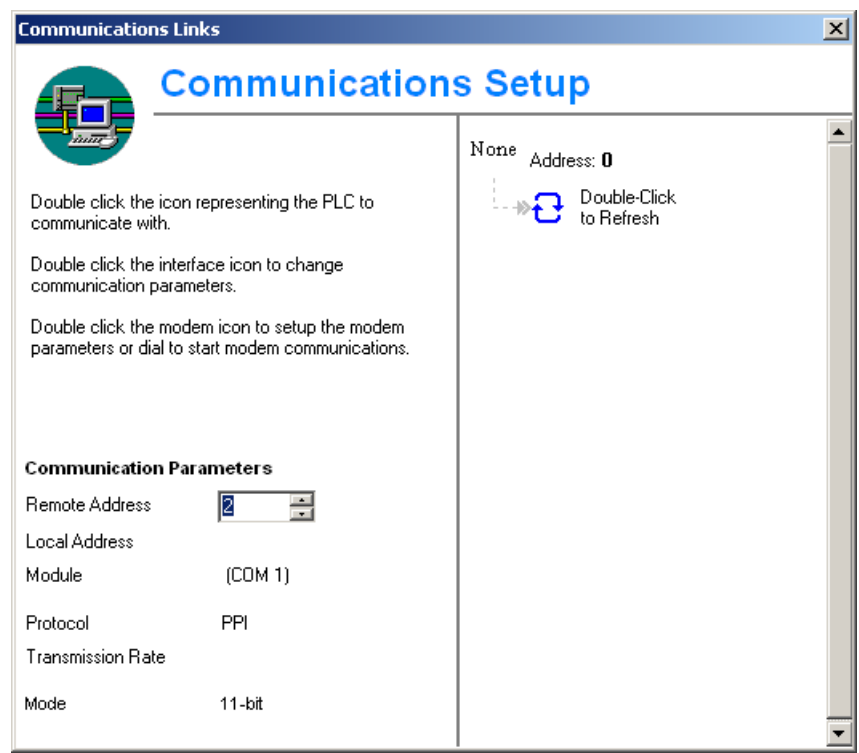 Communications Links
Communications Setup
Double click the icon representing the PLC to
communicate with.
Double click the interface icon to change
communication parameters.
Double click the modem icon to setup the modem
parameters or dial to start modem communications.
Communication Parameters
Remote Address 2
Local Address
Module (COM 1)
Protocol PPI
Transmission Rate
Mode 11-bit
None Address: 0
Double-Click
to Refresh